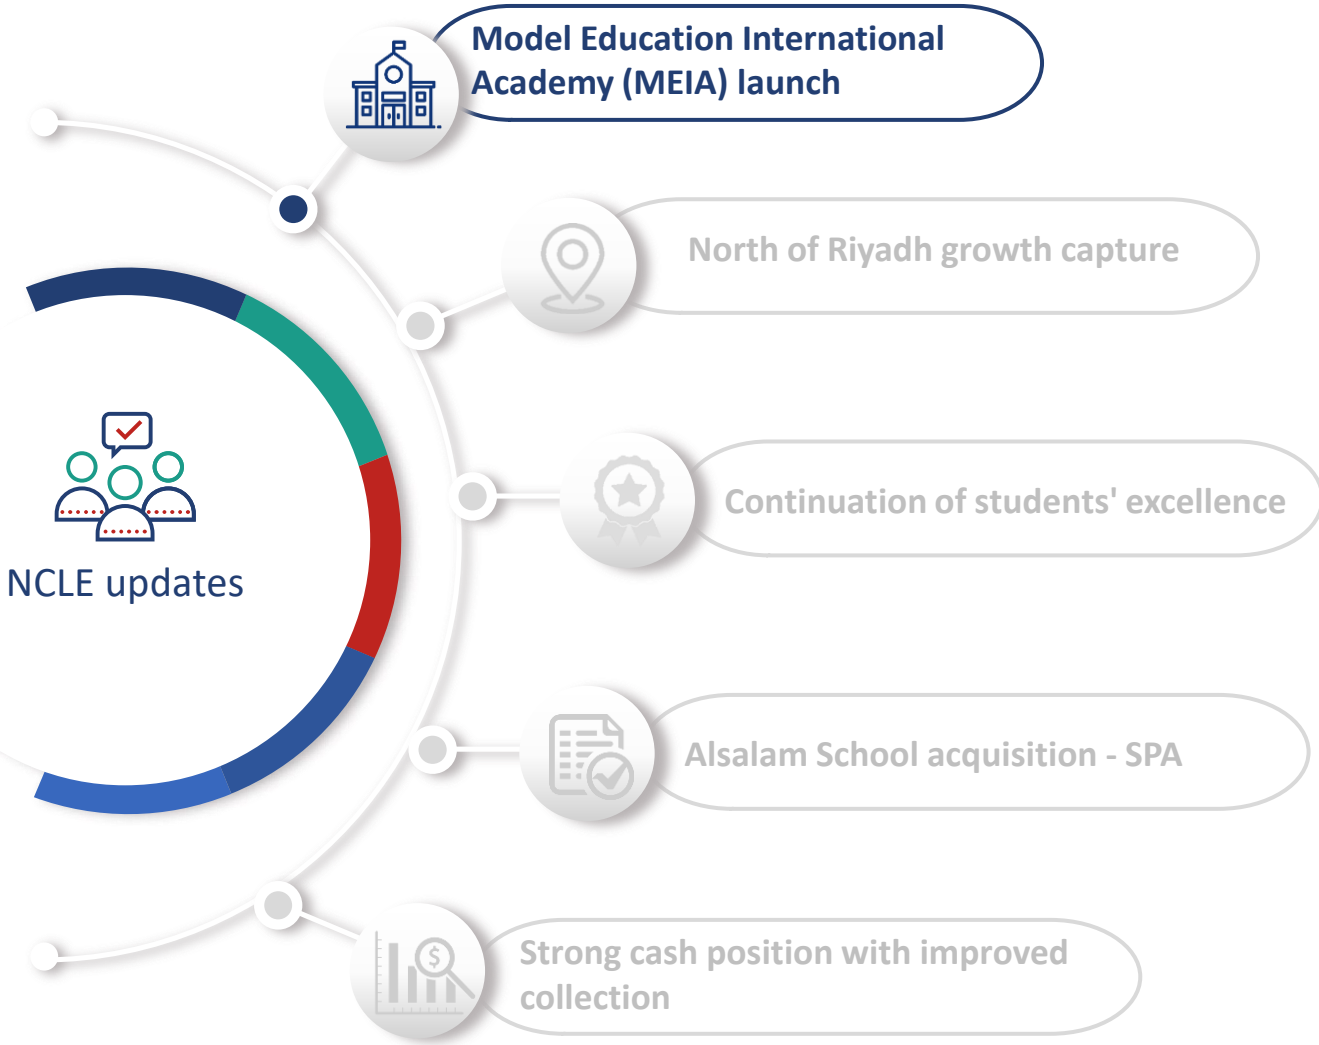 Model Education International
Academy (MEIA) launch
North of Riyadh growth capture
Continuation of students' excellence
NCLE updates
Alsalam School acquisition - SPA
Strong cash position with improved
collection
$